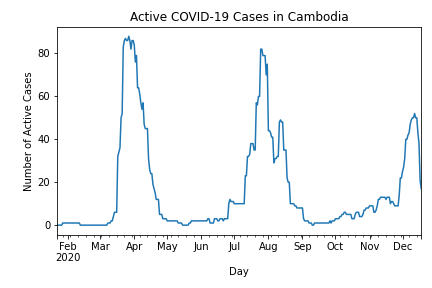 Active COVID-19 Cases in Cambodia
Number of Active Cases
80
60
40
20
0
Feb Mar Apr May Jun Jul Aug Sep Oct Nov Dec
2020
Day